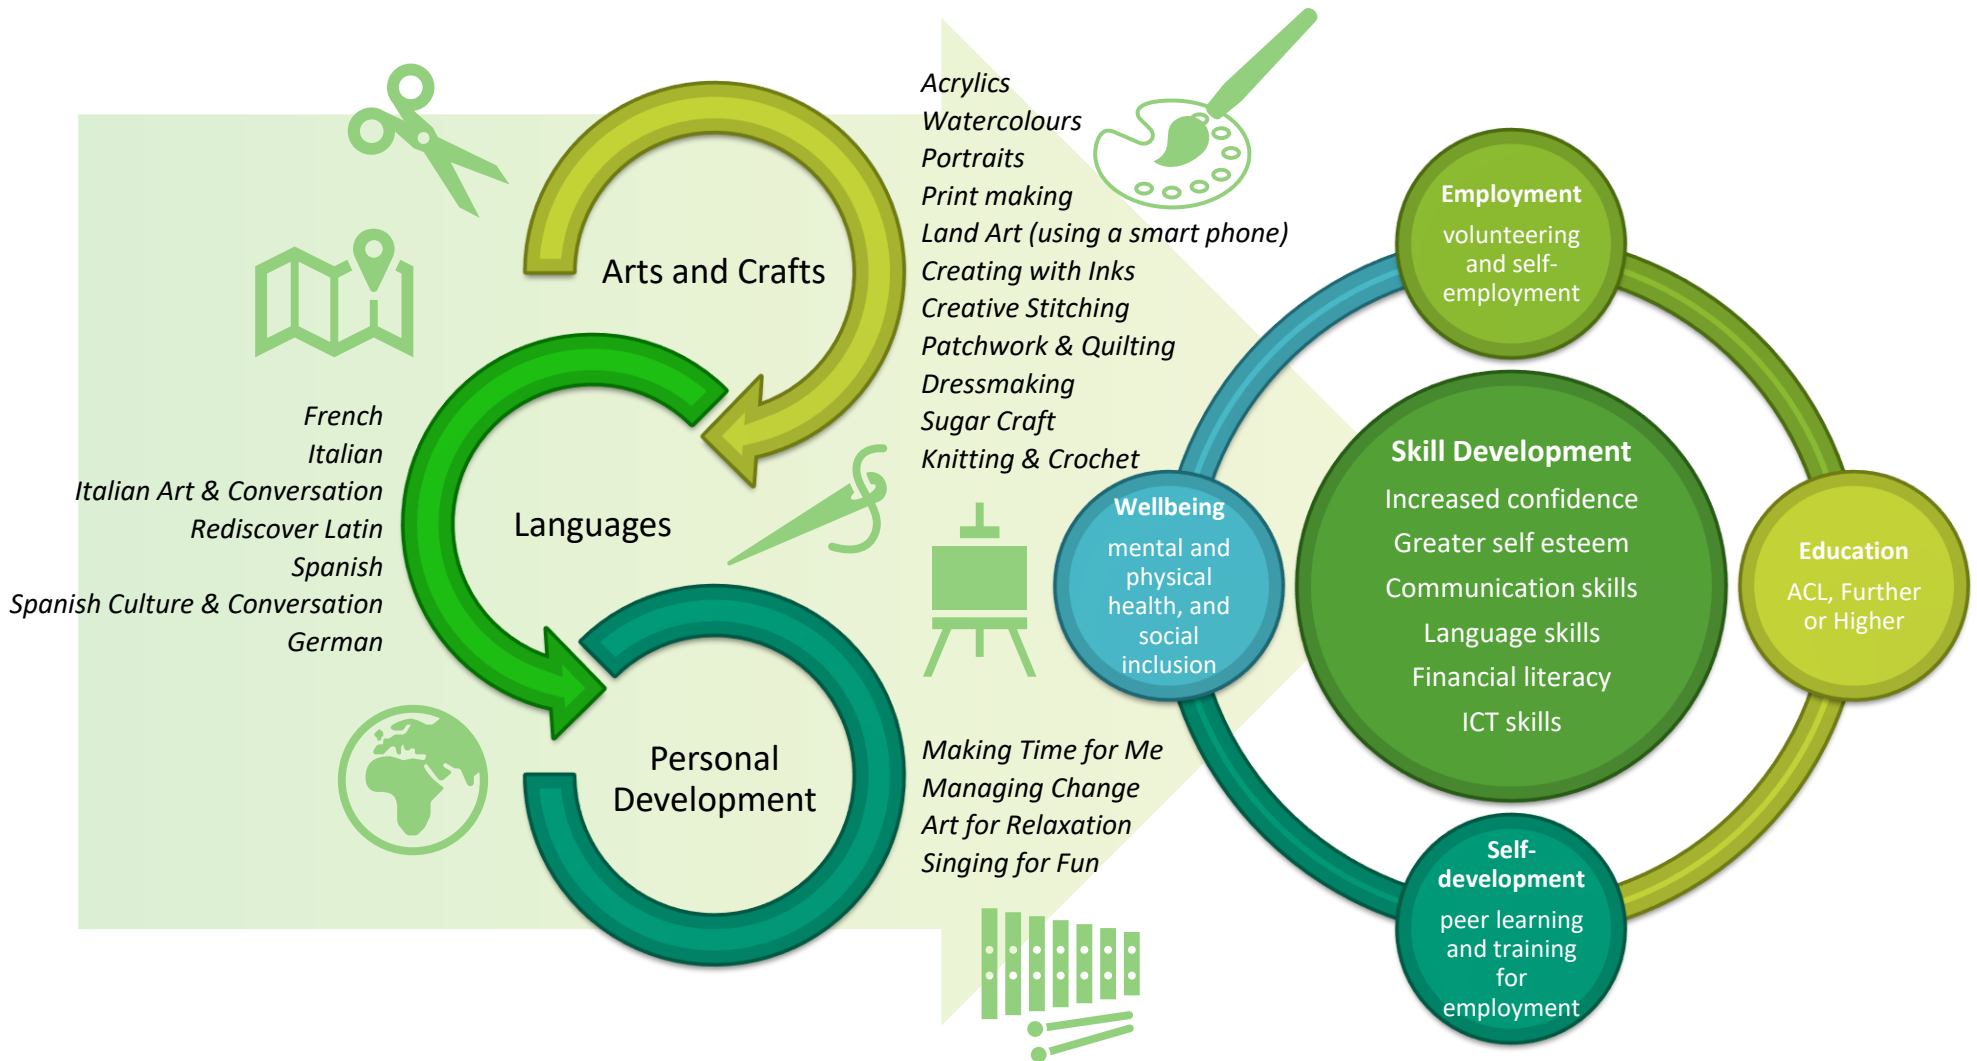 Arts and Crafts
Acrylics
Watercolours
Portraits
Print making
Land Art (using a smart phone)
Creating with Inks
Creative Stitching
Patchwork & Quilting
Dressmaking
Sugar Craft
Knitting & Crochet
Languages
French
Italian
Italian Art & Conversation
Rediscover Latin
Spanish
Spanish Culture & Conversation
German
Personal
Development
Making Time for Me
Managing Change
Art for Relaxation
Singing for Fun
Skill Development
Increased confidence
Greater self esteem
Communication skills
Language skills
Financial literacy
ICT skills
Employment
volunteering
and self-
employment
Education
ACL, Further
or Higher
Self-
development
peer learning
and training
for
employment
Wellbeing
mental and
physical
health, and
social
inclusion